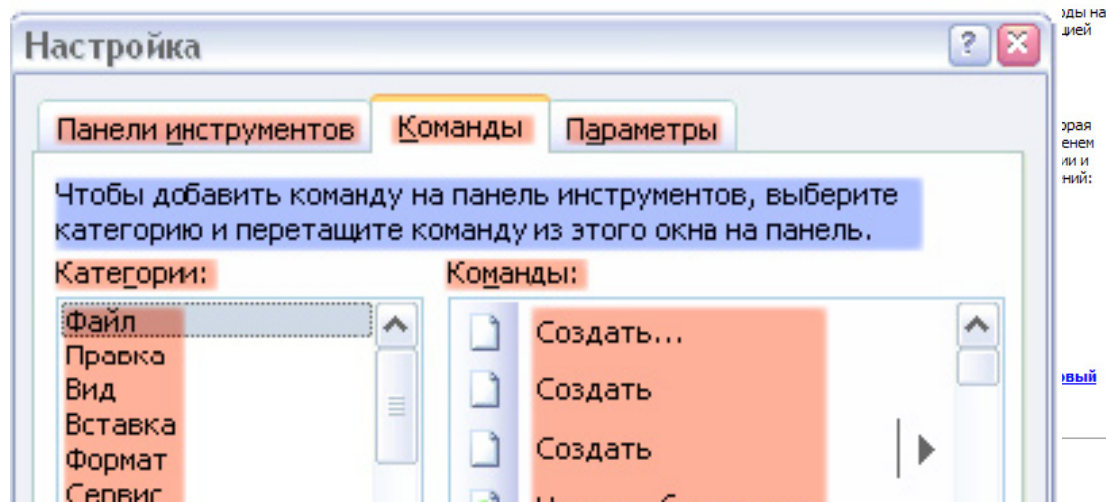 Настройка
Панели инструментов Команды Параметры
Чтобы добавить команду на панель инструментов, выберите
категорию и перетащите команду из этого окна на панель.
Категории: Команды:
Файл
Правка
Вид
Вставка
Формат
Сервис
Создать...
Создать
Создать